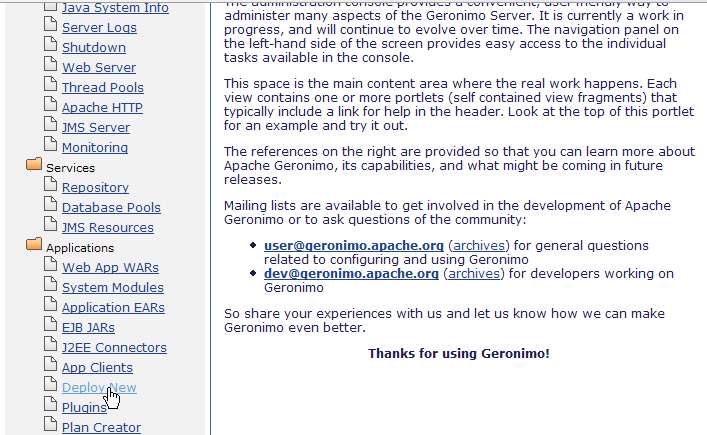 Java System Info
Server Logs
Shutdown
Web Server
Thread Pools
Apache HTTP
JMS Server
Monitoring
Services
Repository
Database Pools
JMS Resources
Applications
Web App WARs
System Modules
Application EARs
EJB JARs
J2EE Connectors
App Clients
Deploy New
Plugins
Plan Creator
The administration console provides a convenient, user friendly way to
administer many aspects of the Geronimo Server. It is currently a work in
progress, and will continue to evolve over time. The navigation panel on
the left-hand side of the screen provides easy access to the individual
tasks available in the console.
This space is the main content area where the real work happens. Each
view contains one or more portlets (self contained view fragments) that
typically include a link for help in the header. Look at the top of this portlet
for an example and try it out.
The references on the right are provided so that you can learn more about
Apache Geronimo, its capabilities, and what might be coming in future
releases.
Mailing lists are available to get involved in the development of Apache
Geronimo or to ask questions of the community:
user@geronimo.apache.org (archives) for general questions
related to configuring and using Geronimo
dev@geronimo.apache.org (archives) for developers working on
Geronimo
So share your experiences with us and let us know how we can make
Geronimo even better.
Thanks for using Geronimo!